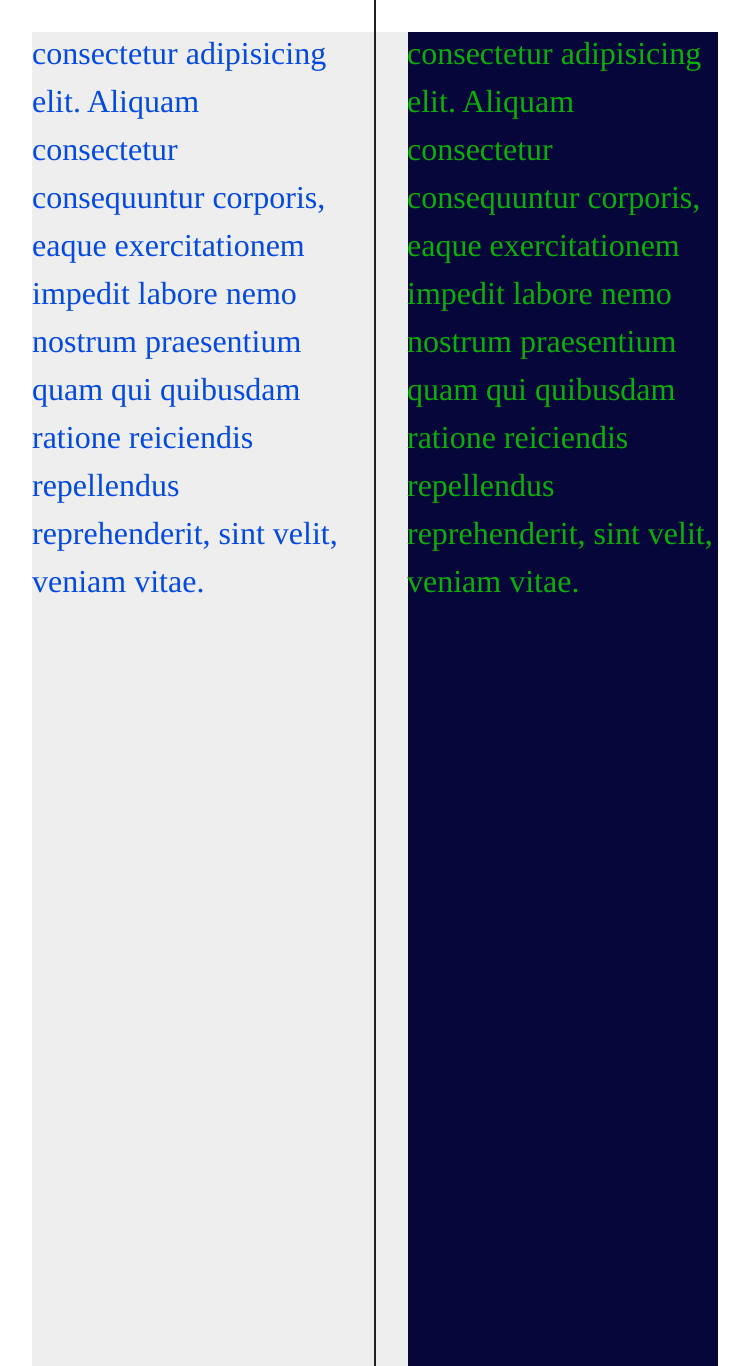 consectetur adipisicing
elit. Aliquam
consectetur
consequuntur corporis,
eaque exercitationem
impedit labore nemo
nostrum praesentium
quam qui quibusdam
ratione reiciendis
repellendus
reprehenderit, sint velit,
veniam vitae.
consectetur adipisicing
elit. Aliquam
consectetur
consequuntur corporis,
eaque exercitationem
impedit labore nemo
nostrum praesentium
quam qui quibusdam
ratione reiciendis
repellendus
reprehenderit, sint velit,
veniam vitae.